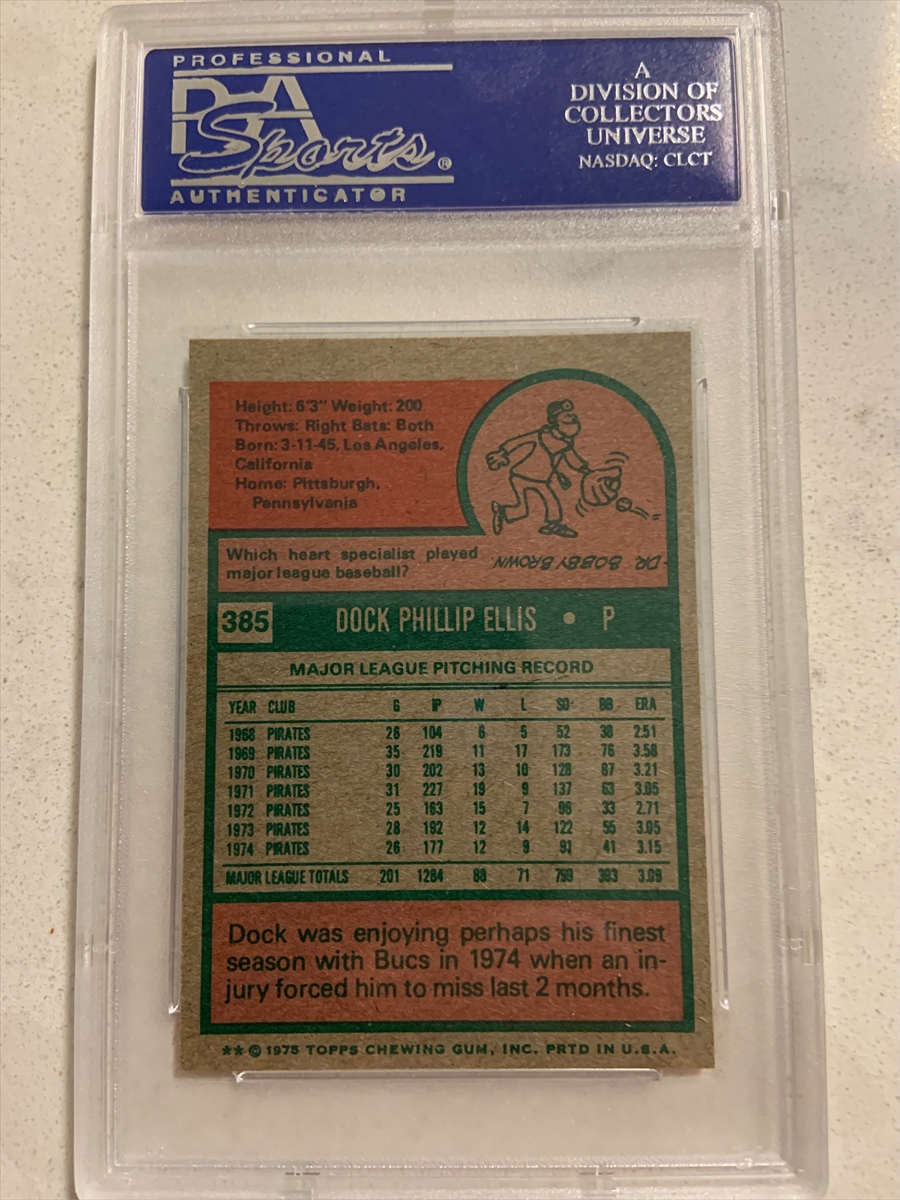 PROFESSIONAL
PSA
Sports®
AUTHENTICATOR
A
DIVISION OF
COLLECTORS
UNIVERSE
NASDAQ: CLCT
Height: 6'3" Weight: 200
Throws: Right Bats: Both
Born: 3-11-45, Los Angeles,
California
Home: Pittsburgh,
Pennsylvania
Which heart specialist played
major league baseball?
DR. BOBBY BROWN
385 DOCK PHILLIP ELLIS • P
MAJOR LEAGUE PITCHING RECORD
YEAR CLUB G IP W L SO BB ERA
1968 PIRATES 26 104 6 5 52 38 2.51
1969 PIRATES 35 219 11 17 173 76 3.58
1970 PIRATES 30 202 13 10 128 87 3.21
1971 PIRATES 31 227 19 9 137 63 3.05
1972 PIRATES 25 163 15 7 96 33 2.71
1973 PIRATES 28 192 12 14 122 55 3.05
1974 PIRATES 26 177 12 9 91 41 3.15
MAJOR LEAGUE TOTALS 201 1284 88 71 799 393 3.09
Dock was enjoying perhaps his finest
season with Bucs in 1974 when an in-
jury forced him to miss last 2 months.
** © 1975 TOPPS CHEWING GUM, INC. PRTD IN U.S.A.